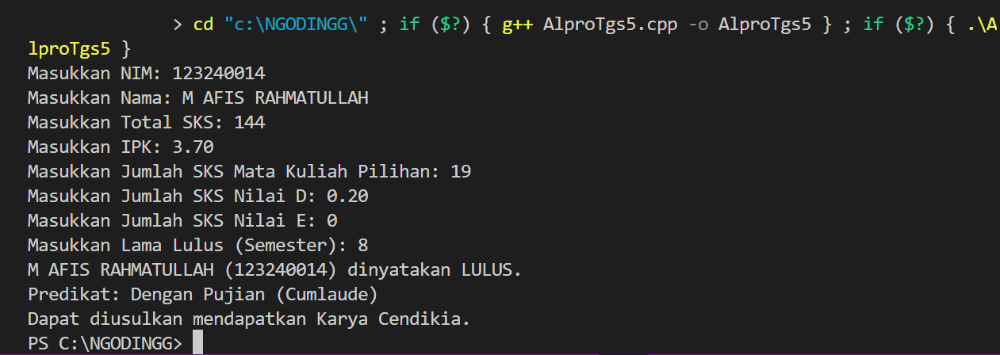 > cd "c:\NGODINGG\" ; if ($?) { g++ AlproTgs5.cpp -o AlproTgs5 } ; if ($?) { .\A
lproTgs5 }
Masukkan NIM: 123240014
Masukkan Nama: M AFIS RAHMATULLAH
Masukkan Total SKS: 144
Masukkan IPK: 3.70
Masukkan Jumlah SKS Mata Kuliah Pilihan: 19
Masukkan Jumlah SKS Nilai D: 0.20
Masukkan Jumlah SKS Nilai E: 0
Masukkan Lama Lulus (Semester): 8
M AFIS RAHMATULLAH (123240014) dinyatakan LULUS.
Predikat: Dengan Pujian (Cumlaude)
Dapat diusulkan mendapatkan Karya Cendikia.
PS C:\NGODINGG>